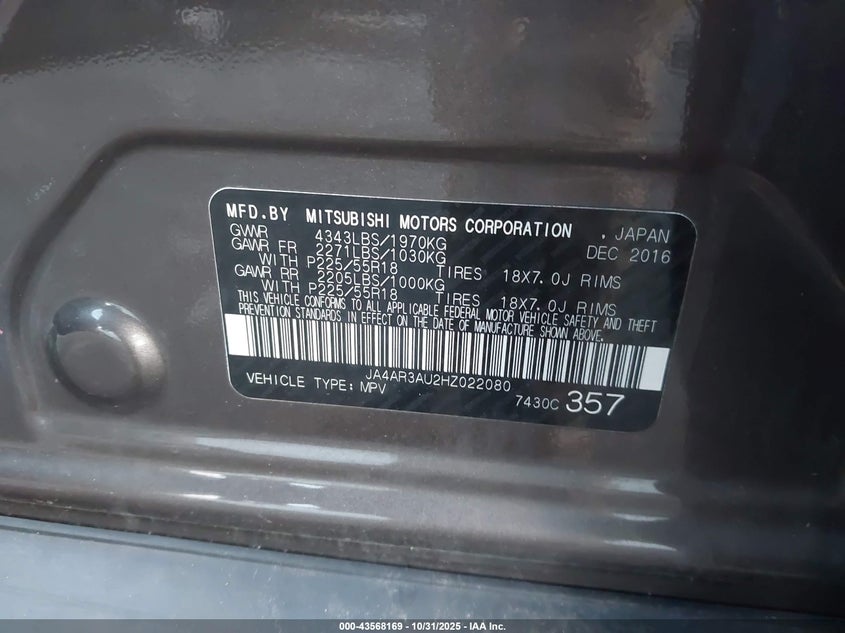 MFD.BY MITSUBISHI MOTORS CORPORATION . JAPAN
GVWR 4343LBS/1970KG DEC 2016
GAWR FR 2271LBS/1030KG
WITH P225/55R18 TIRES 18X7.0J RIMS
GAWR RR 2205LBS/1000KG
WITH P225/55R18 TIRES 18X7.0J RIMS
THIS VEHICLE CONFORMS TO ALL APPLICABLE FEDERAL MOTOR VEHICLE SAFETY AND THEFT
PREVENTION STANDARDS IN EFFECT ON THE DATE OF MANUFACTURE SHOWN ABOVE.
JA4AR3AU2HZ022080
VEHICLE TYPE: MPV 7430C 357
000-43568169 - 10/31/2025 - IAA Inc.